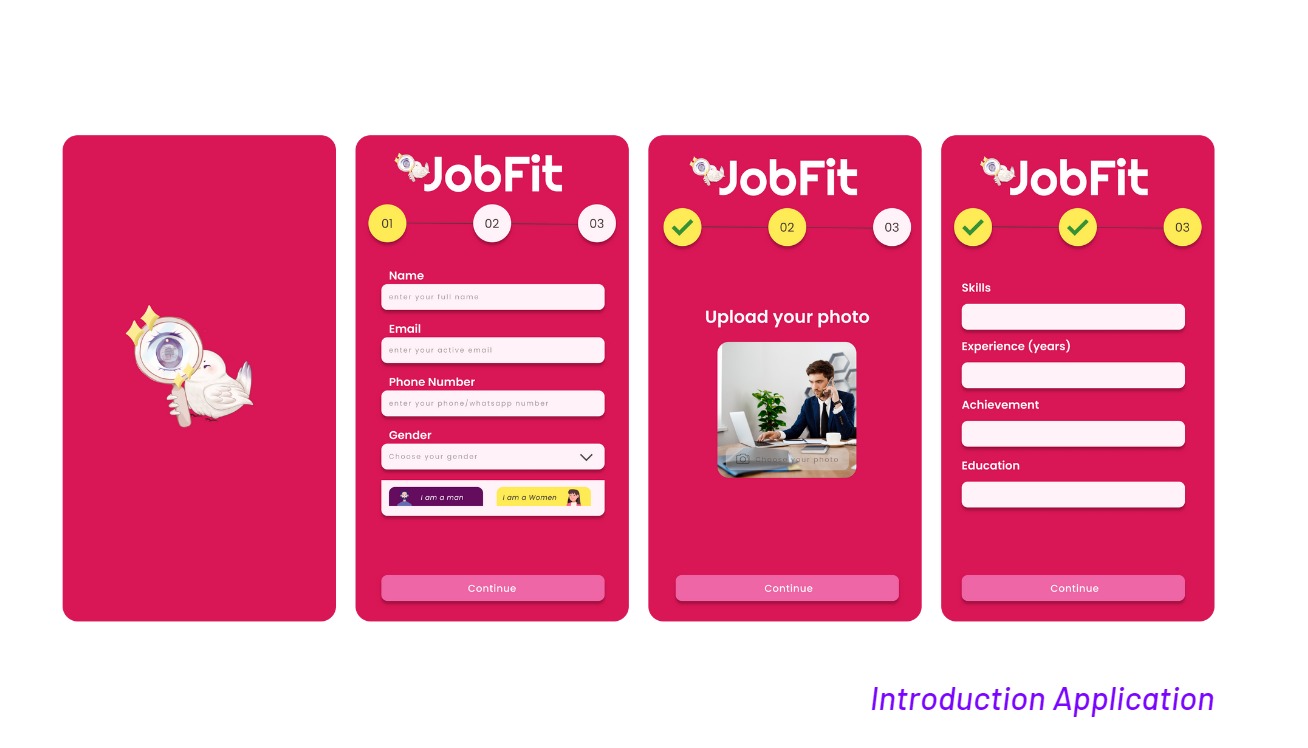 JobFit
01 02 03
Name
enter your full name
Email
enter your active email
Phone Number
enter your phone/whatsapp number
Gender
Choose your gender
I am a man I am a Women
Continue
JobFit
02 03
Upload your photo
Choose your photo
Continue
JobFit
03
Skills
Experience (years)
Achievement
Education
Continue
Introduction Application